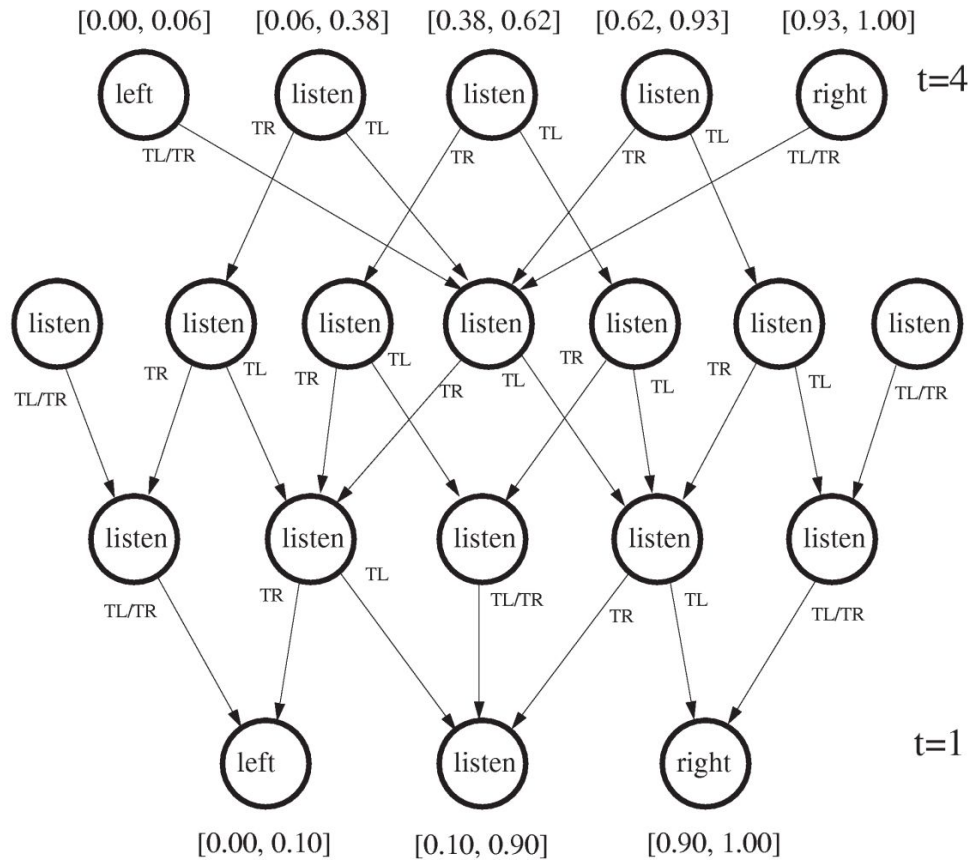 [0.00, 0.06] [0.06, 0.38] [0.38, 0.62] [0.62, 0.93] [0.93, 1.00]
left listen listen listen right t=4
TR TL TL TL
TL/TR TR TR TL/TR
listen listen listen listen listen listen listen
TR TL TR TL TR TL TR TL TR TL
TL/TR TL/TR
listen listen listen listen listen
TL/TR TR TL TL/TR TR TL TL/TR
left listen right t=1
[0.00, 0.10] [0.10, 0.90] [0.90, 1.00]